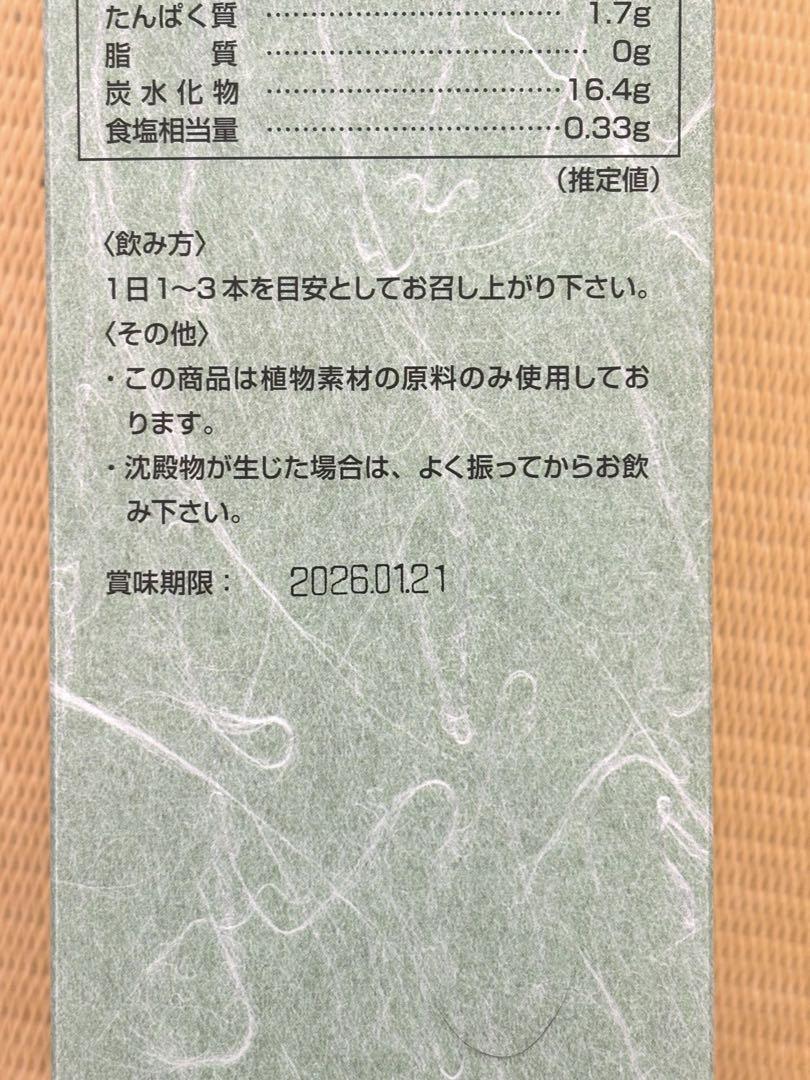 たんぱく質 ······························ 1.7g
脂質 ······························ 0g
炭水化物 ······························ 16.4g
食塩相当量 ······························ 0.33g
（推定値）
〈飲み方〉
1日1〜3本を目安としてお召し上がり下さい。
〈その他〉
・この商品は植物素材の原料のみ使用してお
ります。
・沈殿物が生じた場合は、よく振ってからお飲
み下さい。
賞味期限： 2026.01.21